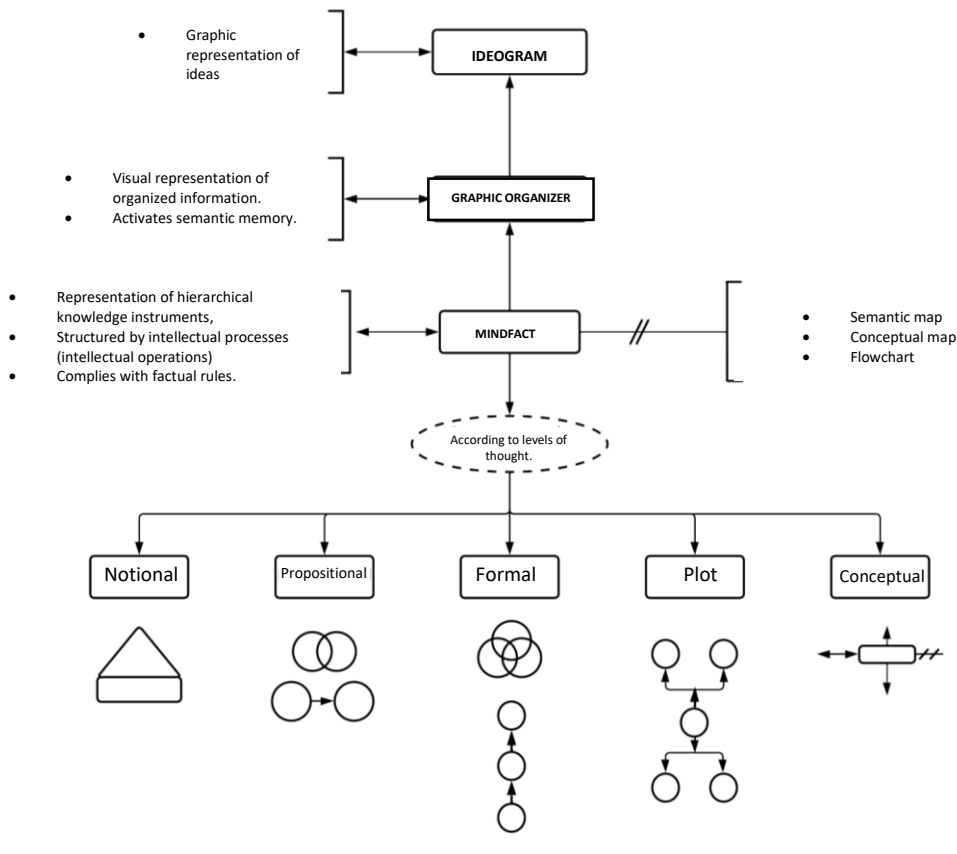 • Graphic
representation of
ideas
IDEOGRAM
• Visual representation of
organized information.
• Activates semantic memory.
GRAPHIC ORGANIZER
• Representation of hierarchical
knowledge instruments,
• Structured by intellectual processes
(intellectual operations)
• Complies with factual rules.
MINDFACT
• Semantic map
• Conceptual map
• Flowchart
According to levels of
thought.
Notional
Propositional
Formal
Plot
Conceptual